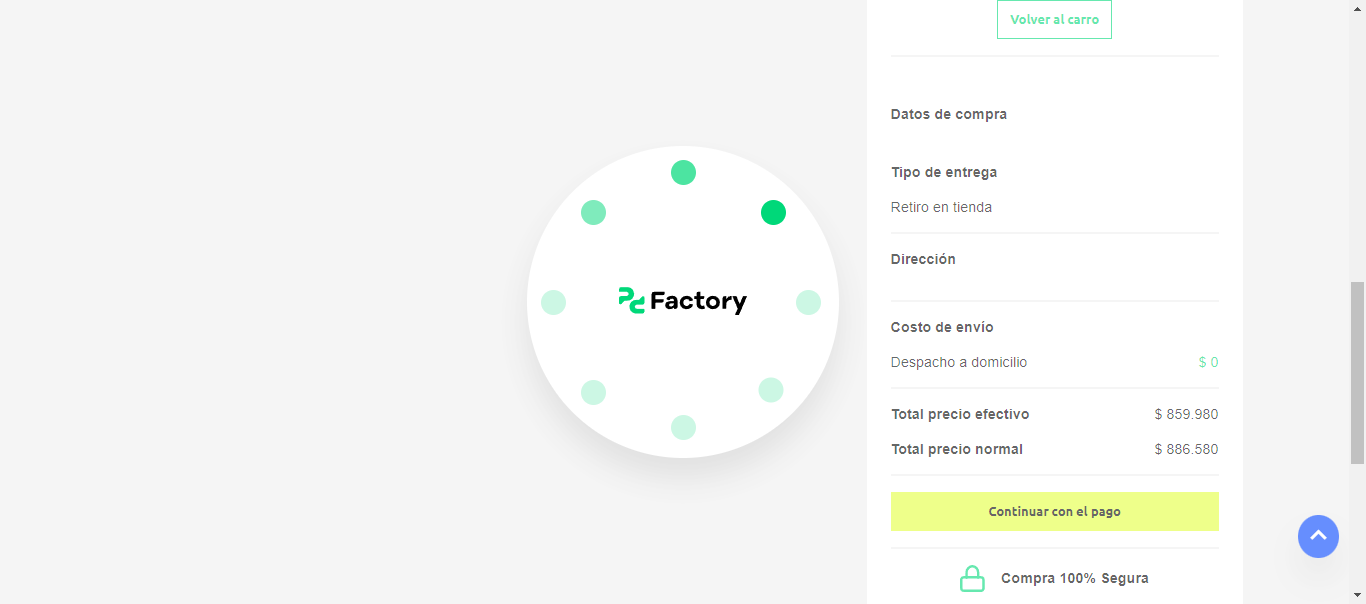 Volver al carro
Datos de compra
Tipo de entrega
Retiro en tienda
Dirección
Factory
Costo de envío
Despacho a domicilio $ 0
Total precio efectivo $ 859.980
Total precio normal $ 886.580
Continuar con el pago
Compra 100% Segura